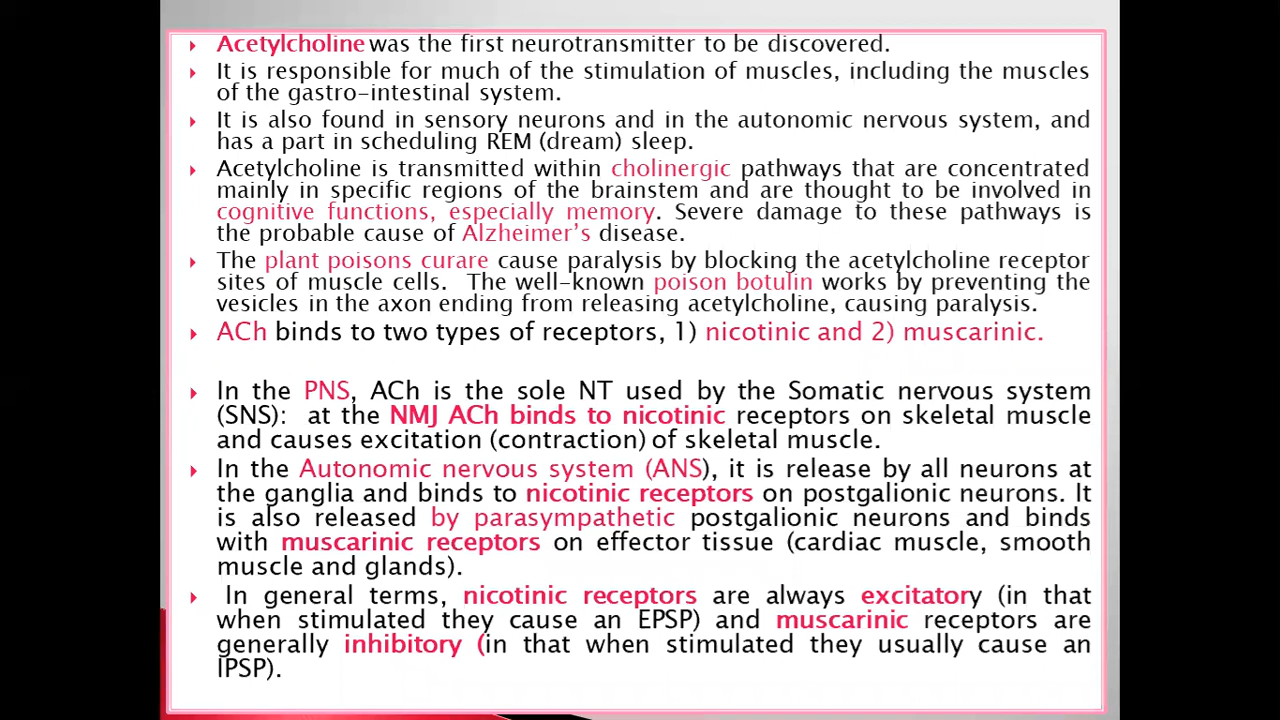 Acetylcholine was the first neurotransmitter to be discovered.
It is responsible for much of the stimulation of muscles, including the muscles
of the gastro-intestinal system.
It is also found in sensory neurons and in the autonomic nervous system, and
has a part in scheduling REM (dream) sleep.
Acetylcholine is transmitted within cholinergic pathways that are concentrated
mainly in specific regions of the brainstem and are thought to be involved in
cognitive functions, especially memory. Severe damage to these pathways is
the probable cause of Alzheimer's disease.
The plant poisons curare cause paralysis by blocking the acetylcholine receptor
sites of muscle cells. The well-known poison botulin works by preventing the
vesicles in the axon ending from releasing acetylcholine, causing paralysis.
ACh binds to two types of receptors, 1) nicotinic and 2) muscarinic.
In the PNS, ACh is the sole NT used by the Somatic nervous system
(SNS): at the NMJ ACh binds to nicotinic receptors on skeletal muscle
and causes excitation (contraction) of skeletal muscle.
In the Autonomic nervous system (ANS), it is release by all neurons at
the ganglia and binds to nicotinic receptors on postgalionic neurons. It
is also released by parasympathetic postgalionic neurons and binds
with muscarinic receptors on effector tissue (cardiac muscle, smooth
muscle and glands).
In general terms, nicotinic receptors are always excitatory (in that
when stimulated they cause an EPSP) and muscarinic receptors are
generally inhibitory (in that when stimulated they usually cause an
IPSP).